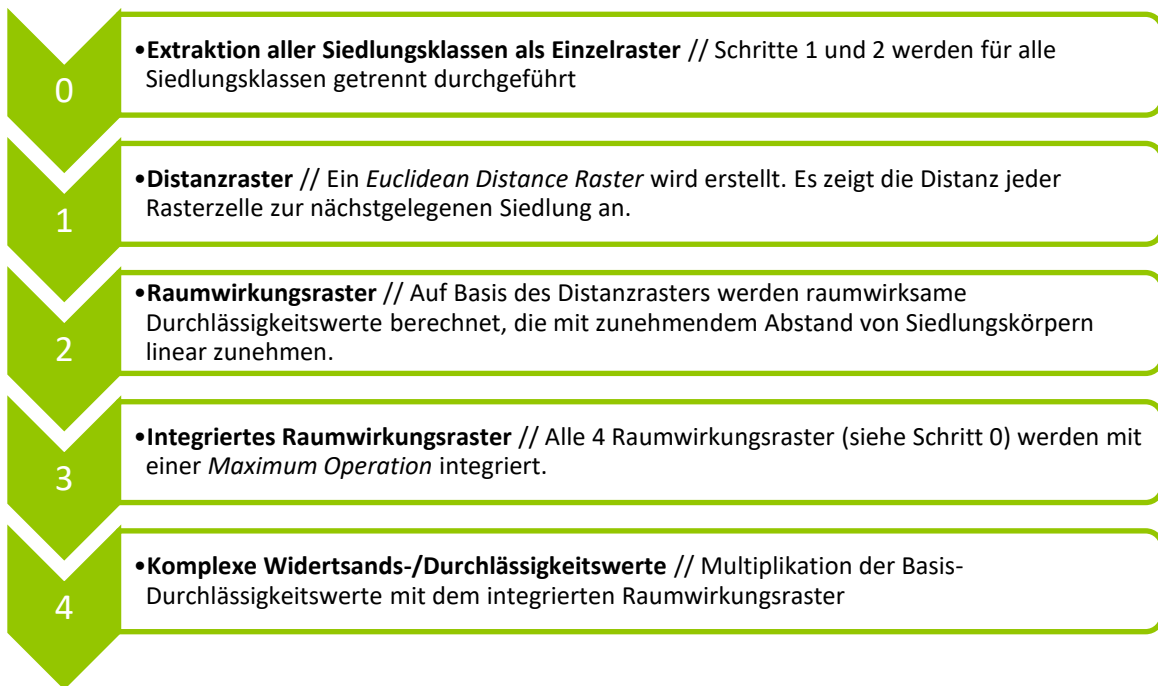 0
•Extraktion aller Siedlungsklassen als Einzelraster // Schritte 1 und 2 werden für alle
Siedlungsklassen getrennt durchgeführt
1
•Distanzraster // Ein Euclidean Distance Raster wird erstellt. Es zeigt die Distanz jeder
Rasterzelle zur nächstgelegenen Siedlung an.
2
•Raumwirkungsraster // Auf Basis des Distanzrasters werden raumwirksame
Durchlässigkeitswerte berechnet, die mit zunehmendem Abstand von Siedlungskörpern
linear zunehmen.
3
•Integriertes Raumwirkungsraster // Alle 4 Raumwirkungsraster (siehe Schritt 0) werden mit
einer Maximum Operation integriert.
4
•Komplexe Widertsands-/Durchlässigkeitswerte // Multiplikation der Basis-
Durchlässigkeitswerte mit dem integrierten Raumwirkungsraster